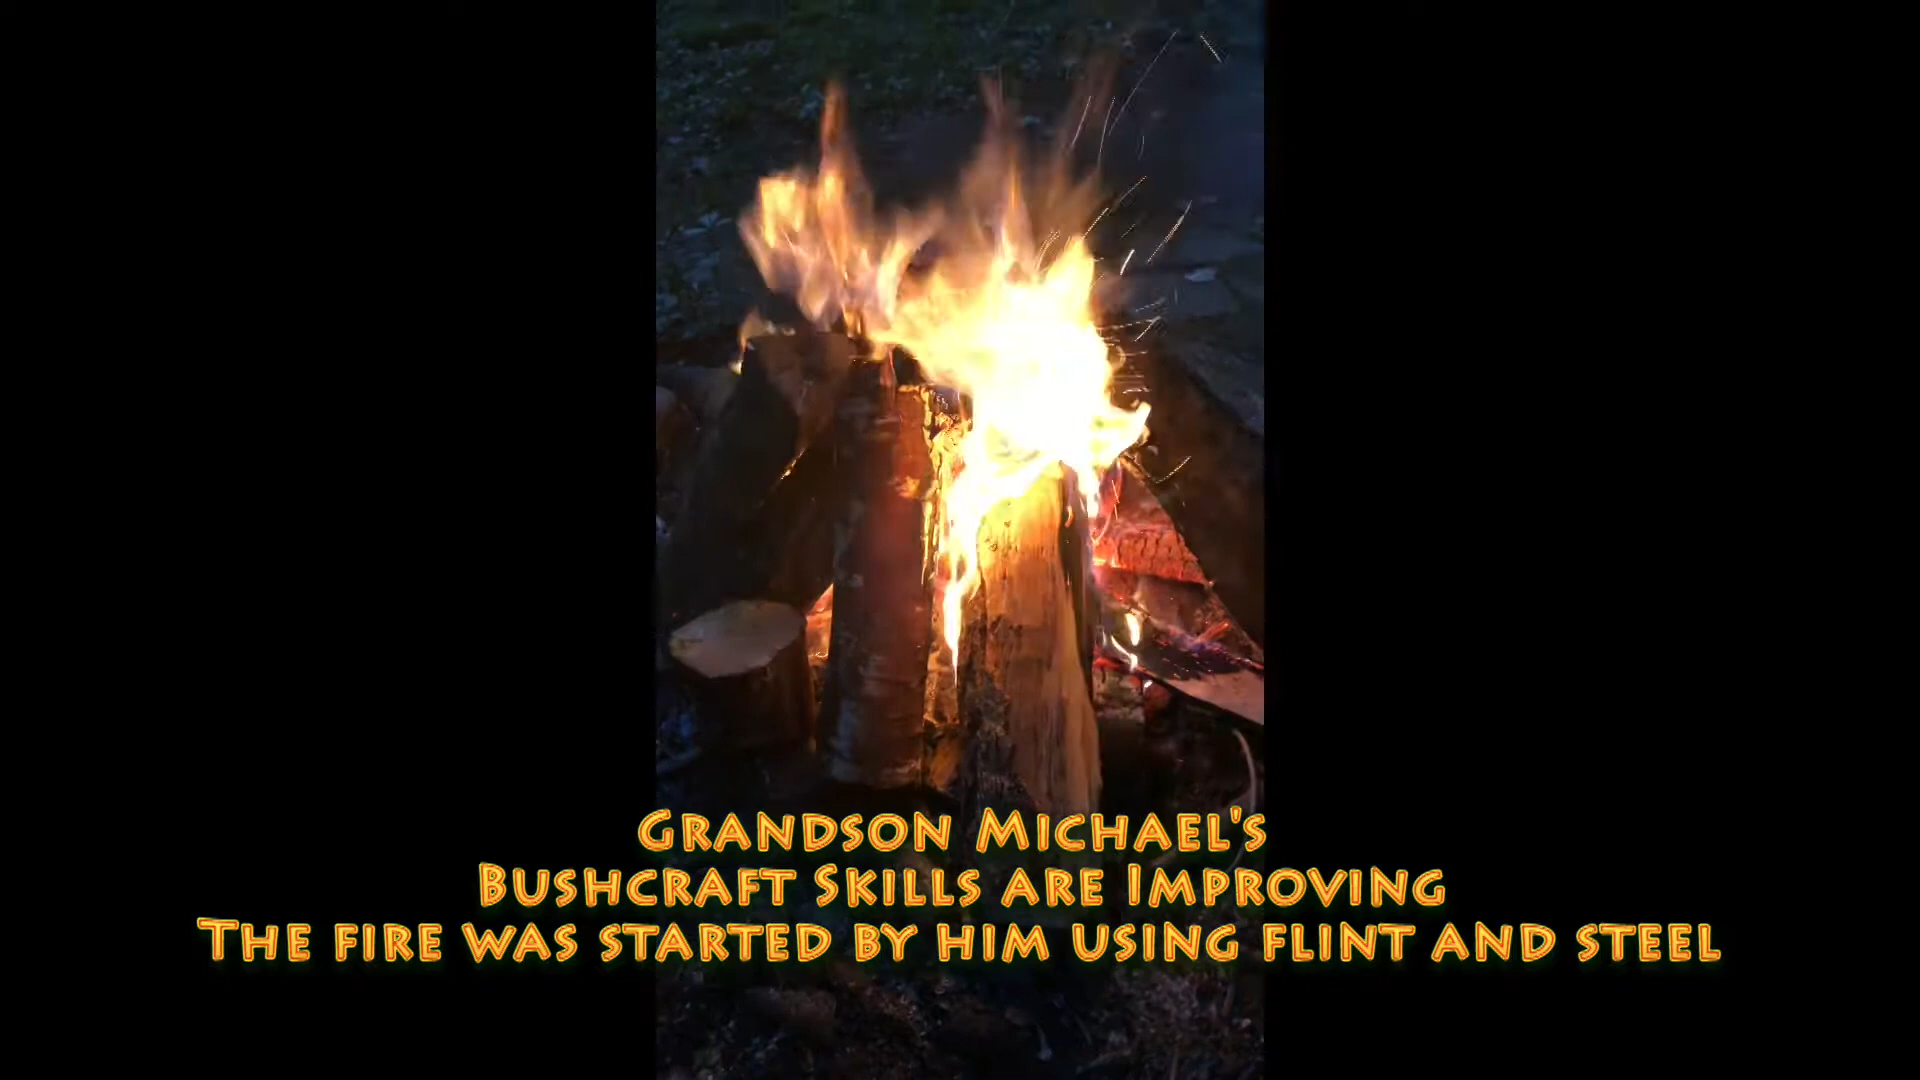 Grandson Michael's
Bushcraft Skills are Improving
The fire was started by him using flint and steel